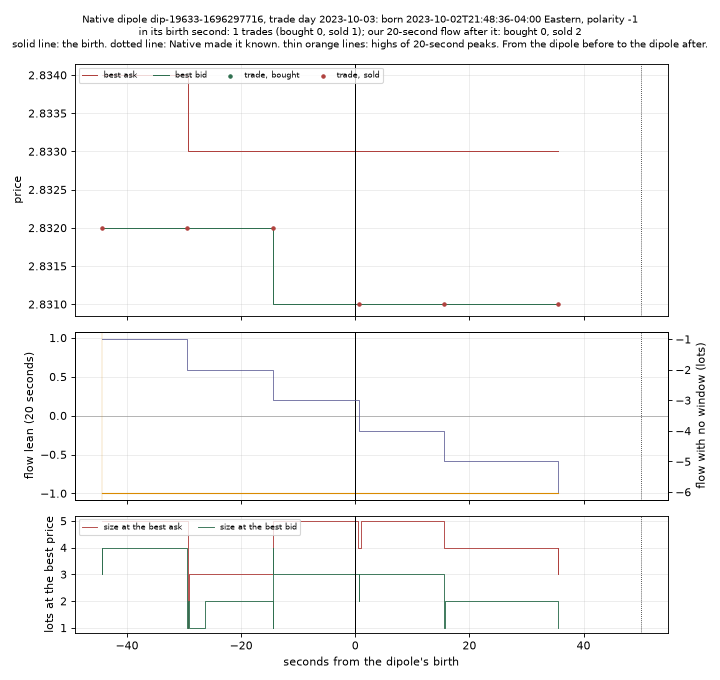 Native dipole dip-19633-1696297716, trade day 2023-10-03: born 2023-10-02T21:48:36-04:00 Eastern, polarity -1
in its birth second: 1 trades (bought 0, sold 1); our 20-second flow after it: bought 0, sold 2
solid line: the birth. dotted line: Native made it known. thin orange lines: highs of 20-second peaks. From the dipole before to the dipole after.
best ask best bid trade, bought trade, sold
2.8340
2.8335
2.8330
2.8325
2.8320
2.8315
2.8310
price
1.0
0.5
0.0
−0.5
−1.0
flow lean (20 seconds)
−1
−2
−3
−4
−5
−6
flow with no window (lots)
size at the best ask size at the best bid
5
4
3
2
1
lots at the best price
−40 −20 0 20 40
seconds from the dipole's birth